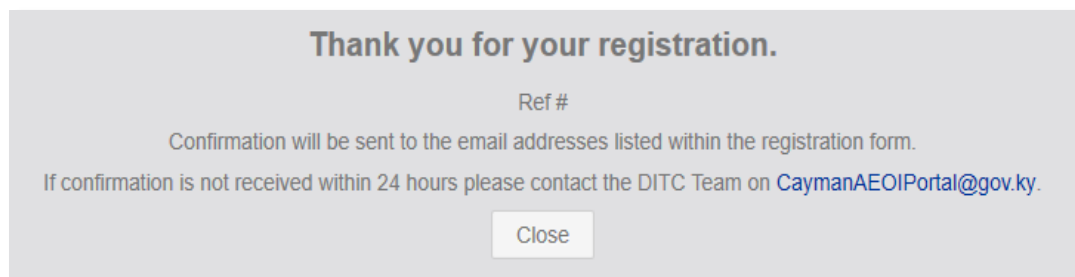 Thank you for your registration.
Ref #
Confirmation will be sent to the email addresses listed within the registration form.
If confirmation is not received within 24 hours please contact the DITC Team on CaymanAEOIPortal@gov.ky.
Close